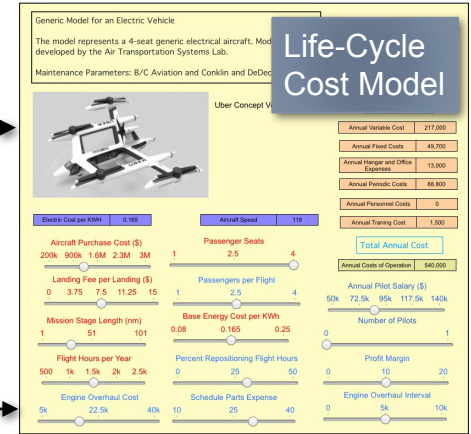 Generic Model for an Electric Vehicle
The model represents a 4-seat generic electrical aircraft.
developed by the Air Transportation Systems Lab.
Maintenance Parameters: B/C Aviation and Conklin and
Life-Cycle
Cost Model
Uber Concept
UBER
Annual Variable Cost 217,000
Annual Fixed Costs 49,700
Annual Hangar and Office
Expenses 13,000
Annual Periodic Costs 88,800
Annual Personnel Costs 0
Annual Traning Cost 1,500
Total Annual Cost
Annual Costs of Operation 540,000
Electric Cost per KWH 0.165
Aircraft Speed 118
Aircraft Purchase Cost ($)
200k 900k 1.6M 2.3M 3M
Passenger Seats
1 2.5 4
Landing Fee per Landing ($)
0 3.75 7.5 11.25 15
Passengers per Flight
1 2.5 4
Annual Pilot Salary ($)
50k 72.5k 95k 117.5k 140k
Mission Stage Length (nm)
1 51 101
Base Energy Cost per KWH
0.08 0.165 0.25
Number of Pilots
0 1
Flight Hours per Year
500 1k 1.5k 2k 2.5k
Percent Repositioning Flight Hours
0 25 50
Profit Margin
0 10 20
Engine Overhaul Cost
5k 22.5k 40k
Schedule Parts Expense
10 25 40
Engine Overhaul Interval
0 5k 10k